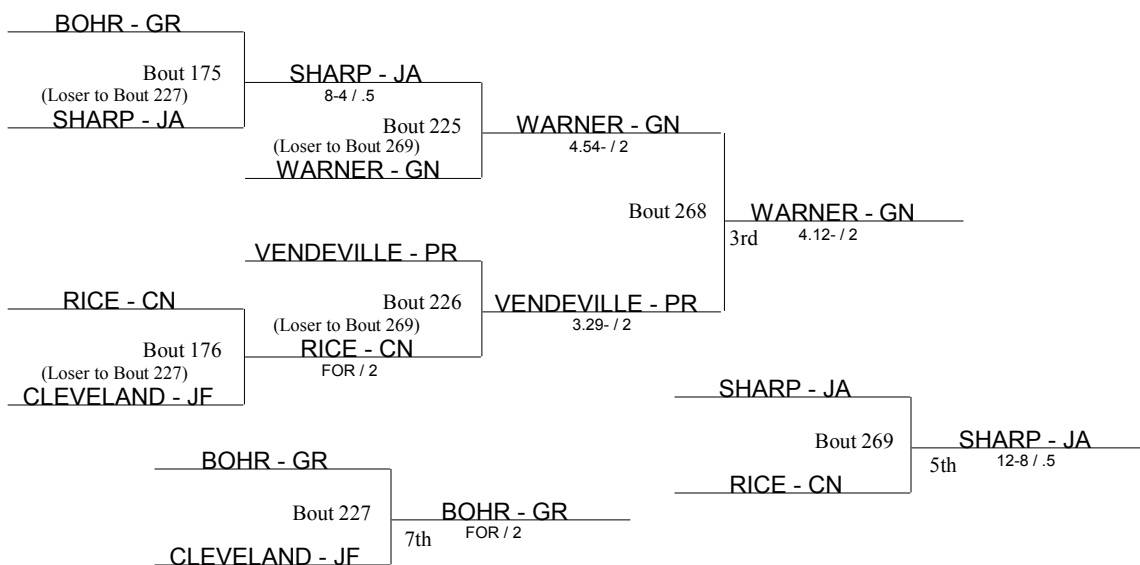 BOHR - GR
Bout 175
(Loser to Bout 227)
SHARP - JA
SHARP - JA
8-4 / .5
Bout 225
(Loser to Bout 269)
WARNER - GN
WARNER - GN
4.54- / 2
Bout 268
WARNER - GN
3rd
4.12- / 2
VENDEVILLE - PR
RICE - CN
Bout 226
(Loser to Bout 269)
VENDEVILLE - PR
3.29- / 2
Bout 176
(Loser to Bout 227)
RICE - CN
FOR / 2
CLEVELAND - JF
SHARP - JA
Bout 269
SHARP - JA
5th
12-8 / .5
RICE - CN
BOHR - GR
Bout 227
BOHR - GR
7th
FOR / 2
CLEVELAND - JF